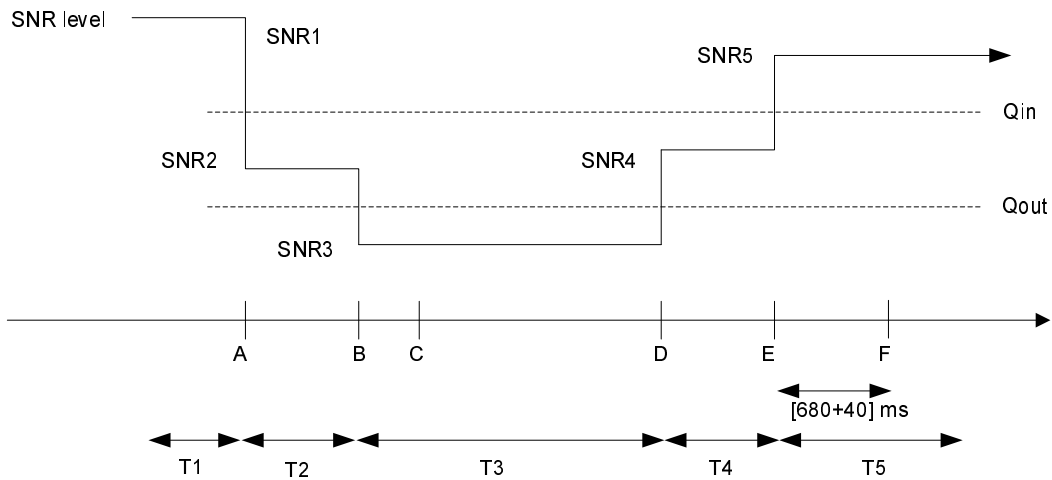 SNR level
SNR1
SNR5
Qin
SNR2
SNR4
Qout
SNR3
A
B
C
D
E
F
[680+40] ms
T1
T2
T3
T4
T5